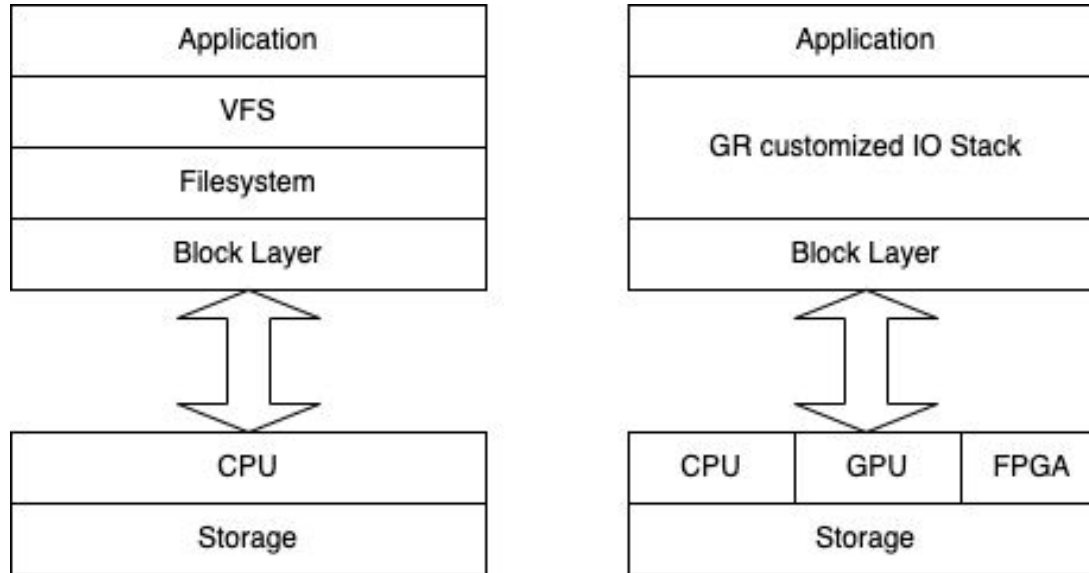 Application
VFS
Filesystem
Block Layer
CPU
Storage
Application
GR customized IO Stack
Block Layer
CPU GPU FPGA
Storage